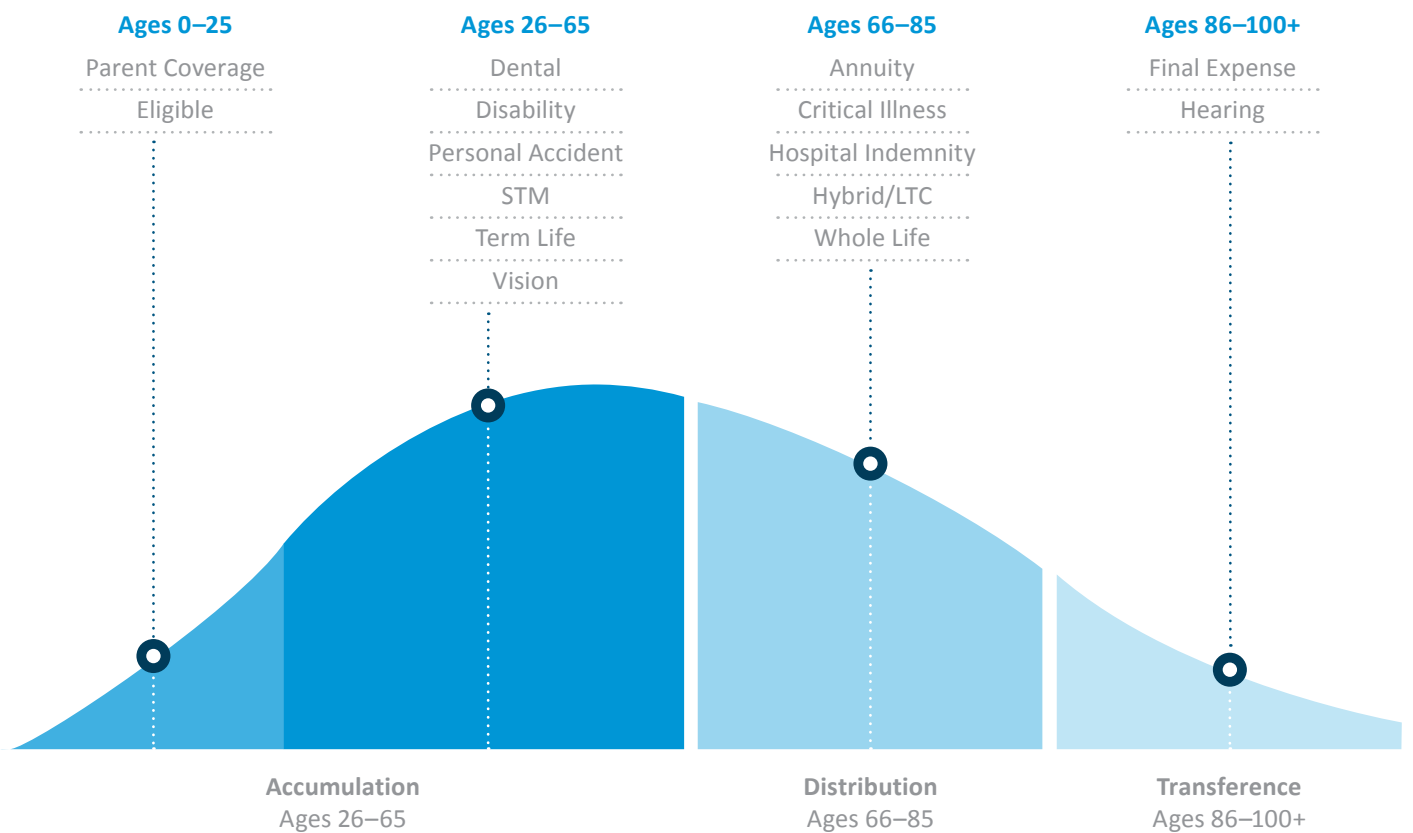 Ages 0–25
Parent Coverage
Eligible
Ages 26–65
Dental
Disability
Personal Accident
STM
Term Life
Vision
Ages 66–85
Annuity
Critical Illness
Hospital Indemnity
Hybrid/LTC
Whole Life
Ages 86–100+
Final Expense
Hearing
Accumulation
Ages 26–65
Distribution
Ages 66–85
Transference
Ages 86–100+